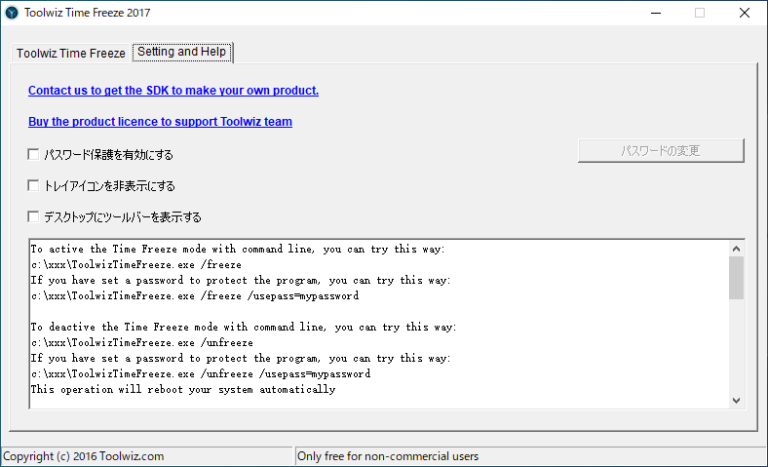 Toolwiz Time Freeze 2017
Toolwiz Time Freeze
Setting and Help
Contact us to get the SDK to make your own product.
Buy the product licence to support Toolwiz team
パスワード保護を有効にする
パスワードの変更
トレイアイコンを非表示にする
デスクトップにツールバーを表示する
To active the Time Freeze mode with command line, you can try this way:
c:\xxx\ToolwizTimeFreeze.exe /freeze
If you have set a password to protect the program, you can try this way:
c:\xxx\ToolwizTimeFreeze.exe /freeze /usepass=mypassword
To deactive the Time Freeze mode with command line, you can try this way:
c:\xxx\ToolwizTimeFreeze.exe /unfreeze
If you have set a password to protect the program, you can try this way:
c:\xxx\ToolwizTimeFreeze.exe /unfreeze /usepass=mypassword
This operation will reboot your system automatically
Copyright (c) 2016 Toolwiz.com
Only free for non-commercial users